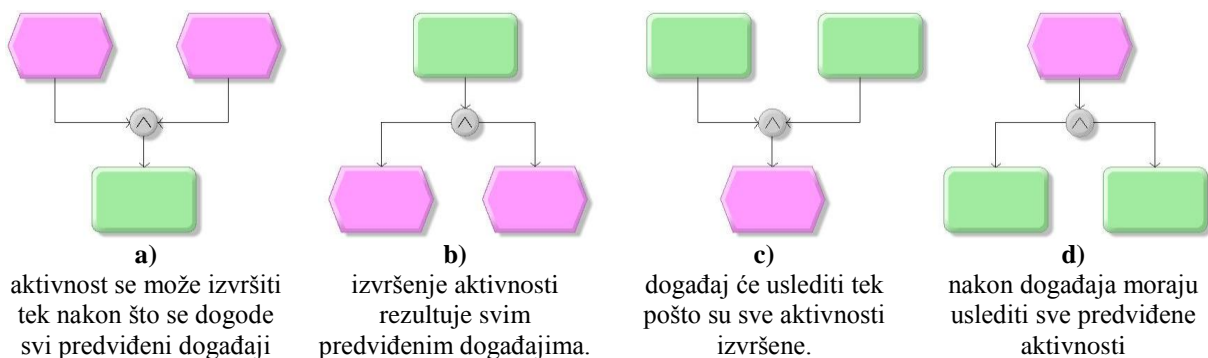 a)
aktivnost se može izvršiti
tek nakon što se dogode
svi predviđeni događaji
b)
izvršenje aktivnosti
rezultuje svim
predviđenim događajima.
c)
događaj će uslediti tek
pošto su sve aktivnosti
izvršene.
d)
nakon događaja moraju
uslediti sve predviđene
aktivnosti